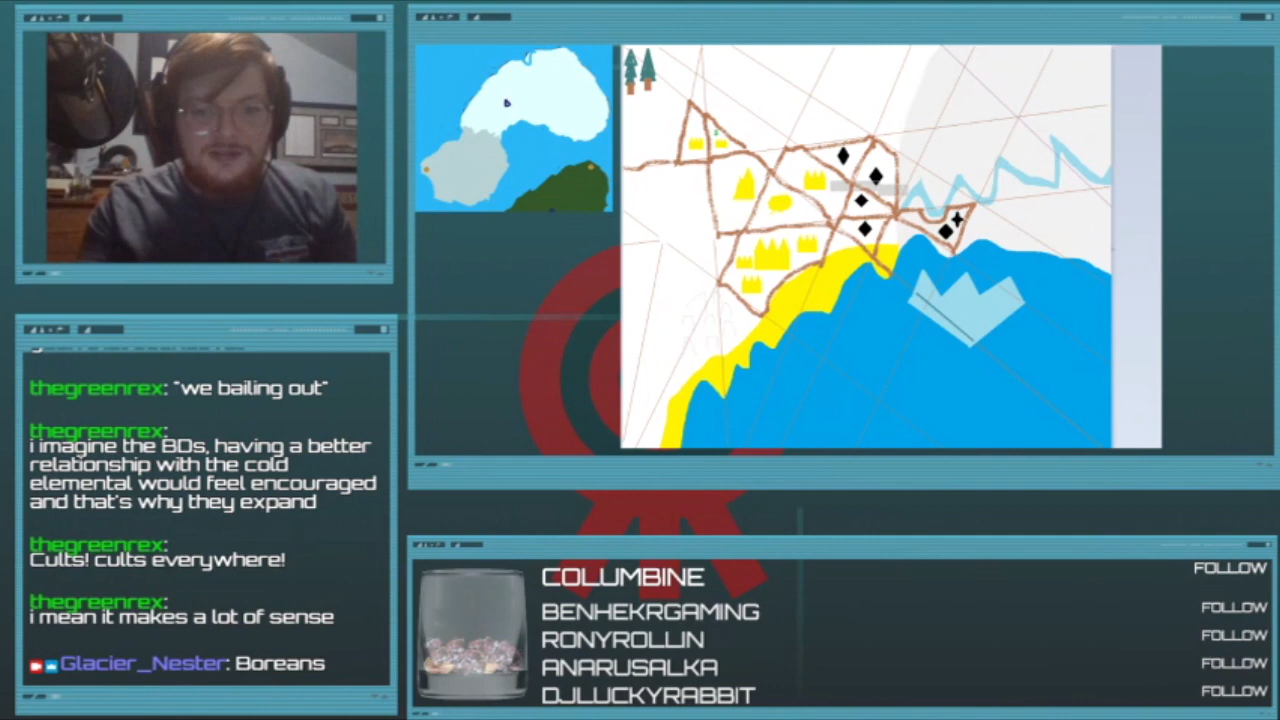 thegreenrex: "we bailing out"
thegreenrex:
i imagine the BDs, having a better
relationship with the cold
elemental would feel encouraged
and that's why they expand
thegreenrex:
Cults! cults everywhere!
thegreenrex:
i mean it makes a lot of sense
Glacier_Nester: Boreans
COLUMBINE FOLLOW
BENHEKRGAMING FOLLOW
RONYROLLIN FOLLOW
ANARUSALKA FOLLOW
DJLUCKYRABBIT FOLLOW